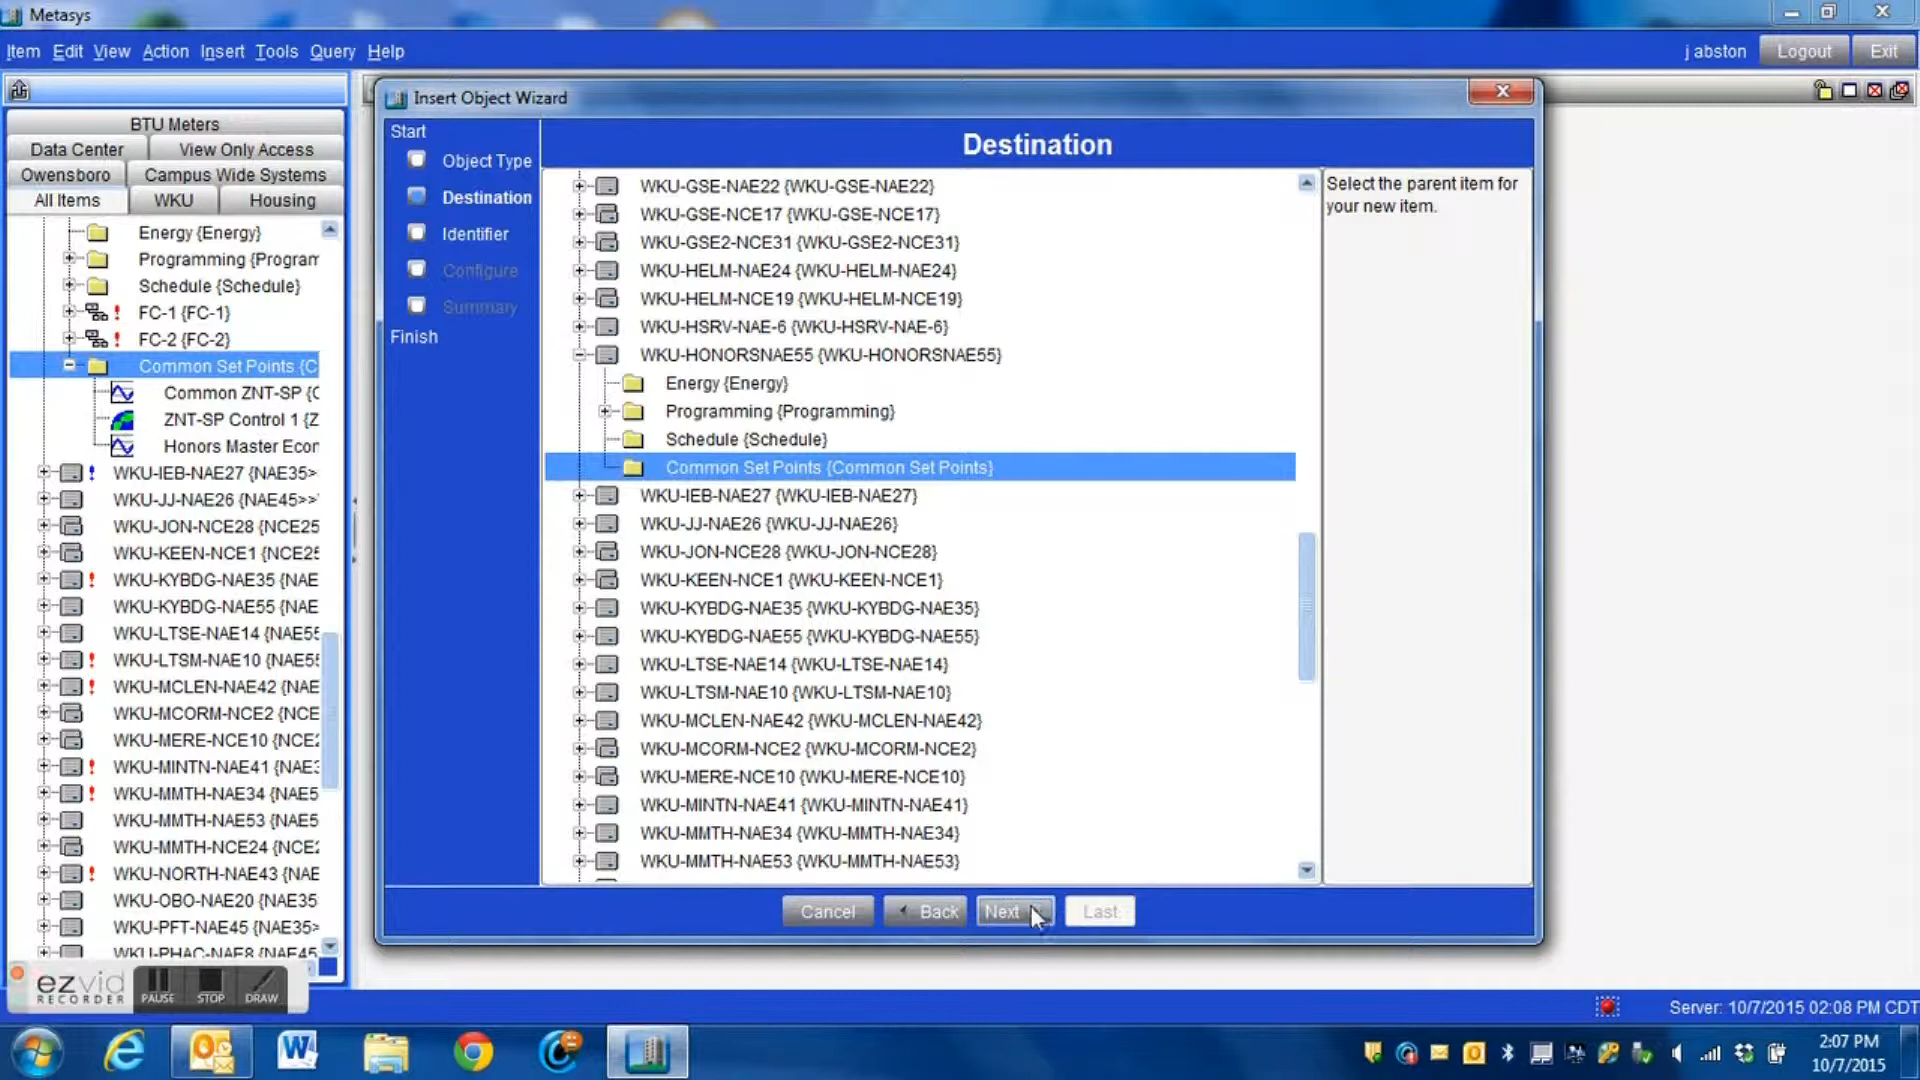 Metasys
Item Edit View Action Insert Tools Query Help
j abston Logout Exit
BTU Meters
Data Center View Only Access
Owensboro Campus Wide Systems
All Items WKU Housing
Energy {Energy}
Programming {Program
Schedule {Schedule}
FC-1 {FC-1}
FC-2 {FC-2}
Common Set Points {C
Common ZNT-SP {C
ZNT-SP Control 1 {Z
Honors Master Econ
WKU-IEB-NAE27 {NAE35>
WKU-JJ-NAE26 {NAE45>>
WKU-JON-NCE28 {NCE25
WKU-KEEN-NCE1 {NCE25
WKU-KYBDG-NAE35 {NAE
WKU-KYBDG-NAE55 {NAE
WKU-LTSE-NAE14 {NAE55
WKU-LTSM-NAE10 {NAE55
WKU-MCLEN-NAE42 {NAE
WKU-MCORM-NCE2 {NCE
WKU-MERE-NCE10 {NCE2
WKU-MINTN-NAE41 {NAE3
WKU-MMTH-NAE34 {NAE5
WKU-MMTH-NAE53 {NAE5
WKU-MMTH-NCE24 {NCE2
WKU-NORTH-NAE43 {NAE
WKU-OBO-NAE20 {NAE35
WKU-PFT-NAE45 {NAE35>
WKU-PHAC-NAE8 {NAE45
Insert Object Wizard
Start
Object Type
Destination
Identifier
Configure
Summary
Finish
Destination
WKU-GSE-NAE22 {WKU-GSE-NAE22}
WKU-GSE-NCE17 {WKU-GSE-NCE17}
WKU-GSE2-NCE31 {WKU-GSE2-NCE31}
WKU-HELM-NAE24 {WKU-HELM-NAE24}
WKU-HELM-NCE19 {WKU-HELM-NCE19}
WKU-HSRV-NAE-6 {WKU-HSRV-NAE-6}
WKU-HONORSNAE55 {WKU-HONORSNAE55}
Energy {Energy}
Programming {Programming}
Schedule {Schedule}
Common Set Points {Common Set Points}
WKU-IEB-NAE27 {WKU-IEB-NAE27}
WKU-JJ-NAE26 {WKU-JJ-NAE26}
WKU-JON-NCE28 {WKU-JON-NCE28}
WKU-KEEN-NCE1 {WKU-KEEN-NCE1}
WKU-KYBDG-NAE35 {WKU-KYBDG-NAE35}
WKU-KYBDG-NAE55 {WKU-KYBDG-NAE55}
WKU-LTSE-NAE14 {WKU-LTSE-NAE14}
WKU-LTSM-NAE10 {WKU-LTSM-NAE10}
WKU-MCLEN-NAE42 {WKU-MCLEN-NAE42}
WKU-MCORM-NCE2 {WKU-MCORM-NCE2}
WKU-MERE-NCE10 {WKU-MERE-NCE10}
WKU-MINTN-NAE41 {WKU-MINTN-NAE41}
WKU-MMTH-NAE34 {WKU-MMTH-NAE34}
WKU-MMTH-NAE53 {WKU-MMTH-NAE53}
Select the parent item for
your new item.
Cancel Back Next Last
ezvid
RECORDER PAUSE STOP DRAW
Server: 10/7/2015 02:08 PM CDT
2:07 PM
10/7/2015